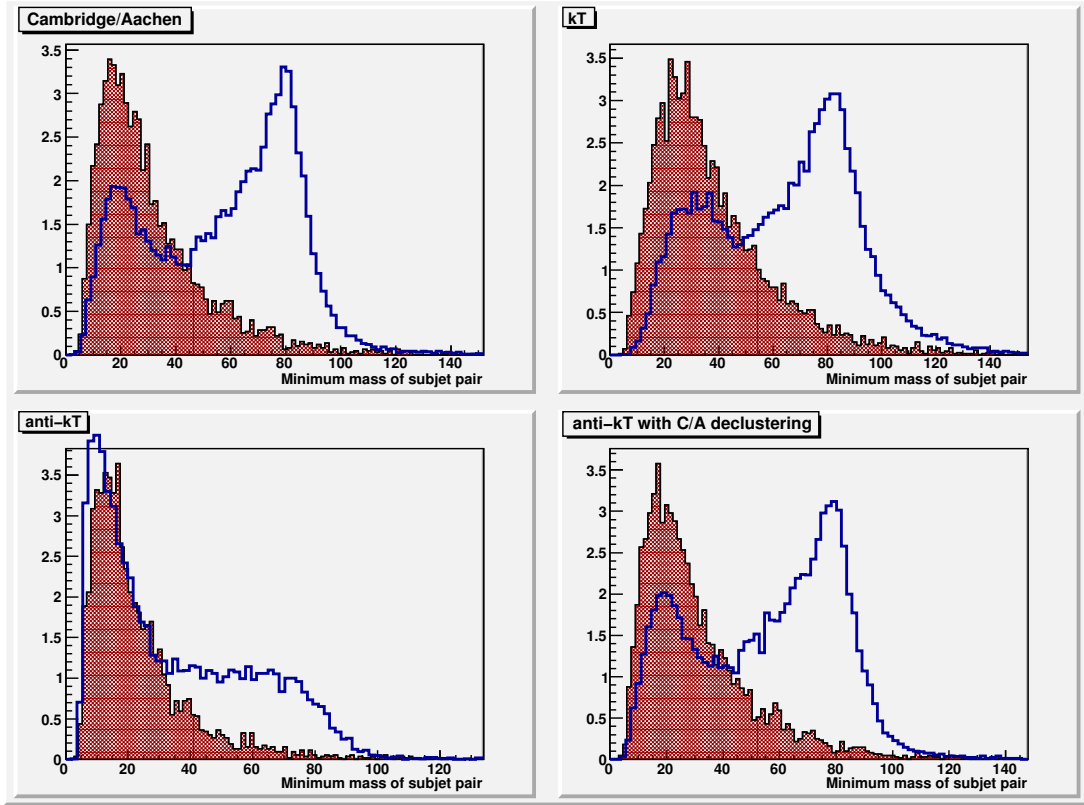 Cambridge/Aachen
3.5
3
2.5
2
1.5
1
0.5
0
0 20 40 60 80 100 120 140
Minimum mass of subjet pair
kT
3.5
3
2.5
2
1.5
1
0.5
0
0 20 40 60 80 100 120 140
Minimum mass of subjet pair
anti-kT
3.5
3
2.5
2
1.5
1
0.5
0
0 20 40 60 80 100 120
Minimum mass of subjet pair
anti-kT with C/A declustering
3.5
3
2.5
2
1.5
1
0.5
0
0 20 40 60 80 100 120 140
Minimum mass of subjet pair